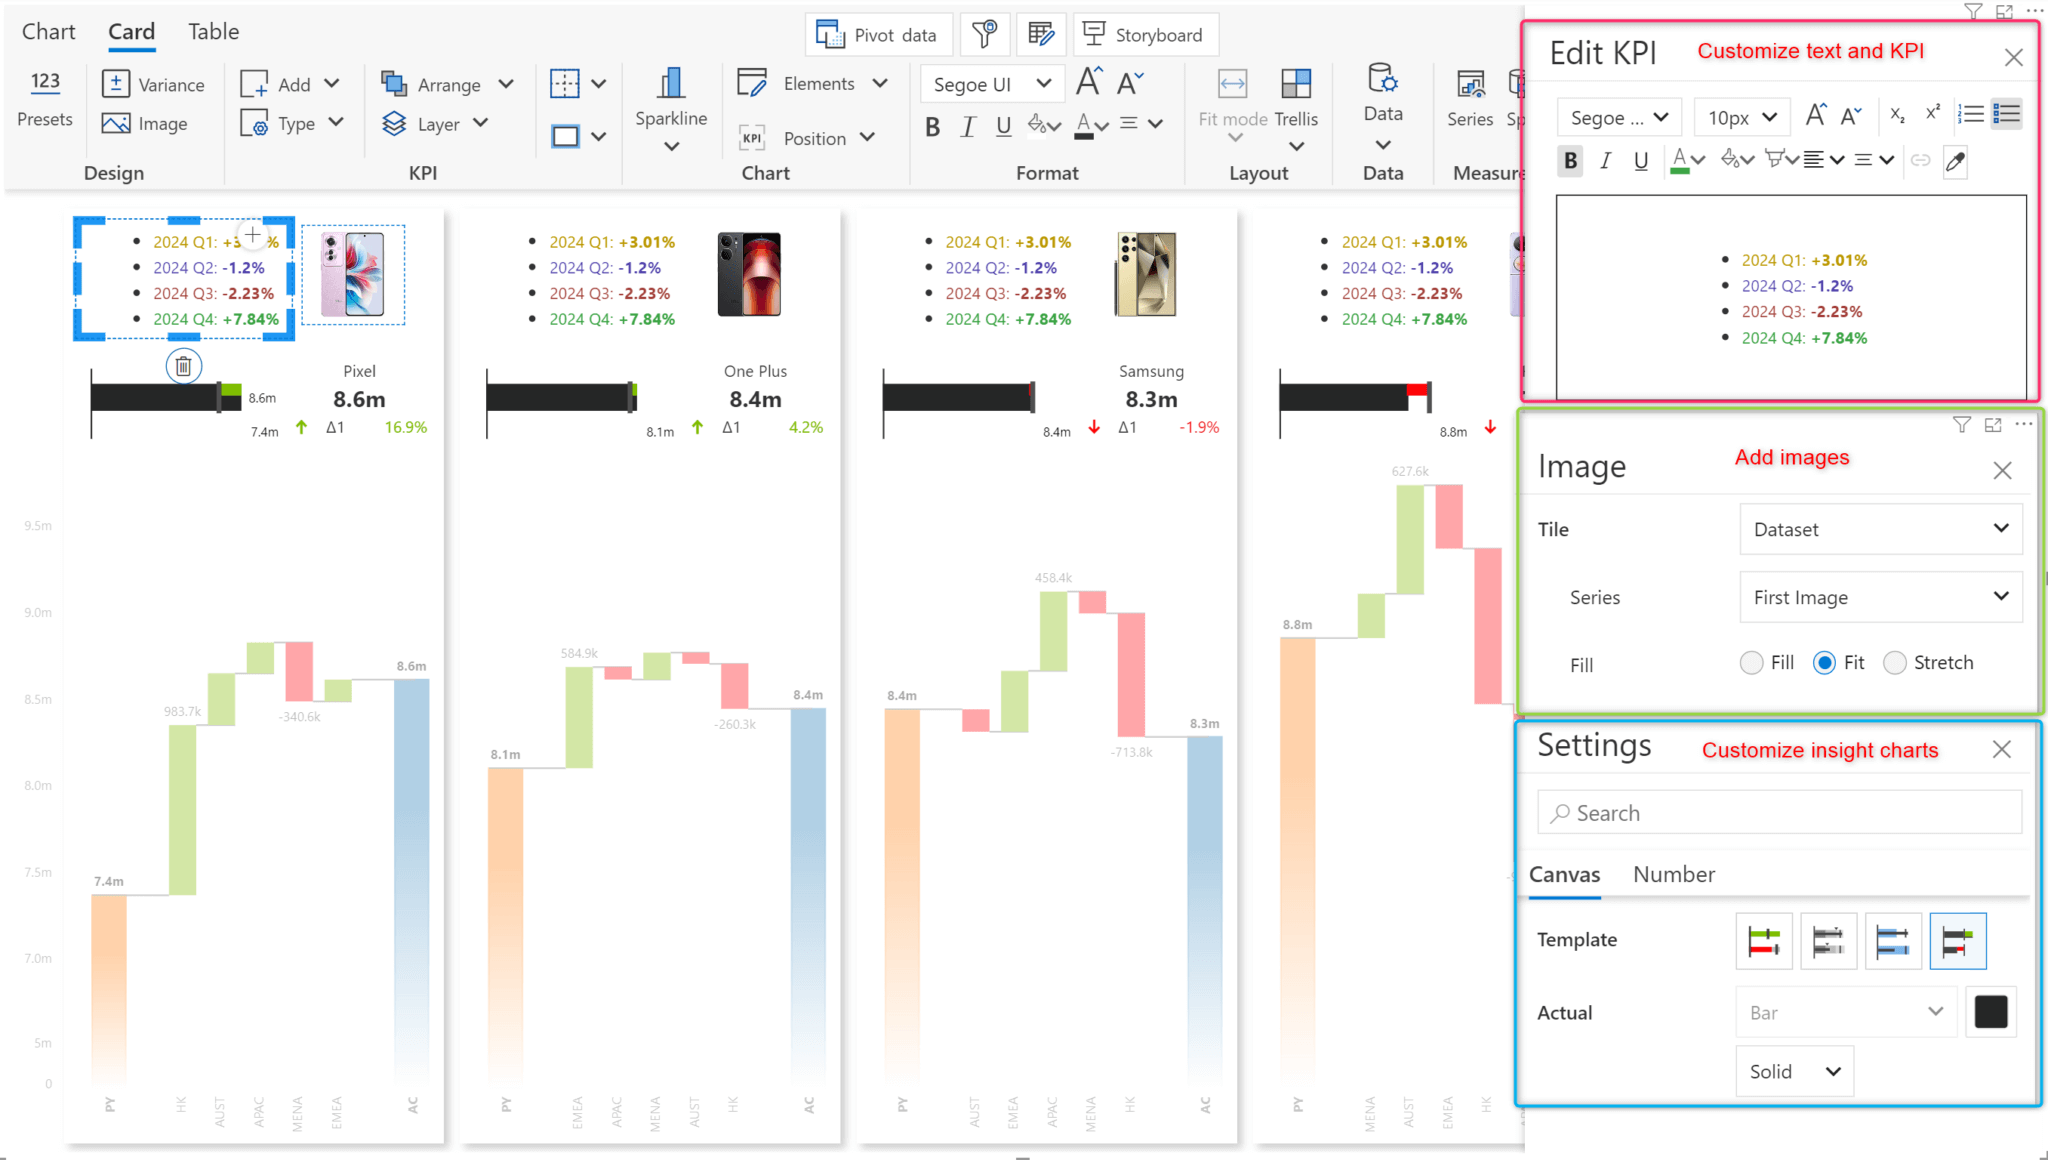 Chart Card Table
Pivot data Storyboard
123 Presets
Variance
Image
Design
Add
Type
Arrange
Layer
KPI
Sparkline
Elements
KPI Position
Chart
Segoe UI A A
B I U A
Format
Fit mode Trellis
Layout
Data
Data
Series
Measure
2024 Q1: +3 %
2024 Q2: -1.2%
2024 Q3: -2.23%
2024 Q4: +7.84%
Pixel
8.6m
8.6m
7.4m Δ1 16.9%
2024 Q1: +3.01%
2024 Q2: -1.2%
2024 Q3: -2.23%
2024 Q4: +7.84%
One Plus
8.4m
8.1m Δ1 4.2%
2024 Q1: +3.01%
2024 Q2: -1.2%
2024 Q3: -2.23%
2024 Q4: +7.84%
Samsung
8.3m
8.4m Δ1 -1.9%
2024 Q1: +3.01%
2024 Q2: -1.2%
2024 Q3: -2.23%
2024 Q4: +7.84%
8.8m
9.5m
9.0m
8.5m
8.0m
7.5m
7.0m
5m
0
7.4m
983.7k
-340.6k
8.6m
PY HK AUST APAC MENA EMEA AC
8.1m
584.9k
-260.3k
8.4m
PY EMEA APAC MENA AUST HK AC
8.4m
458.4k
-713.8k
8.3m
PY AUST EMEA APAC MENA HK AC
8.8m
627.6k
PY MENA AUST EMEA HK
Edit KPI Customize text and KPI
Segoe ... 10px A A X₂ X²
B I U A
2024 Q1: +3.01%
2024 Q2: -1.2%
2024 Q3: -2.23%
2024 Q4: +7.84%
Image Add images
Tile Dataset
Series First Image
Fill Fill Fit Stretch
Settings Customize insight charts
Search
Canvas Number
Template
Actual Bar
Solid